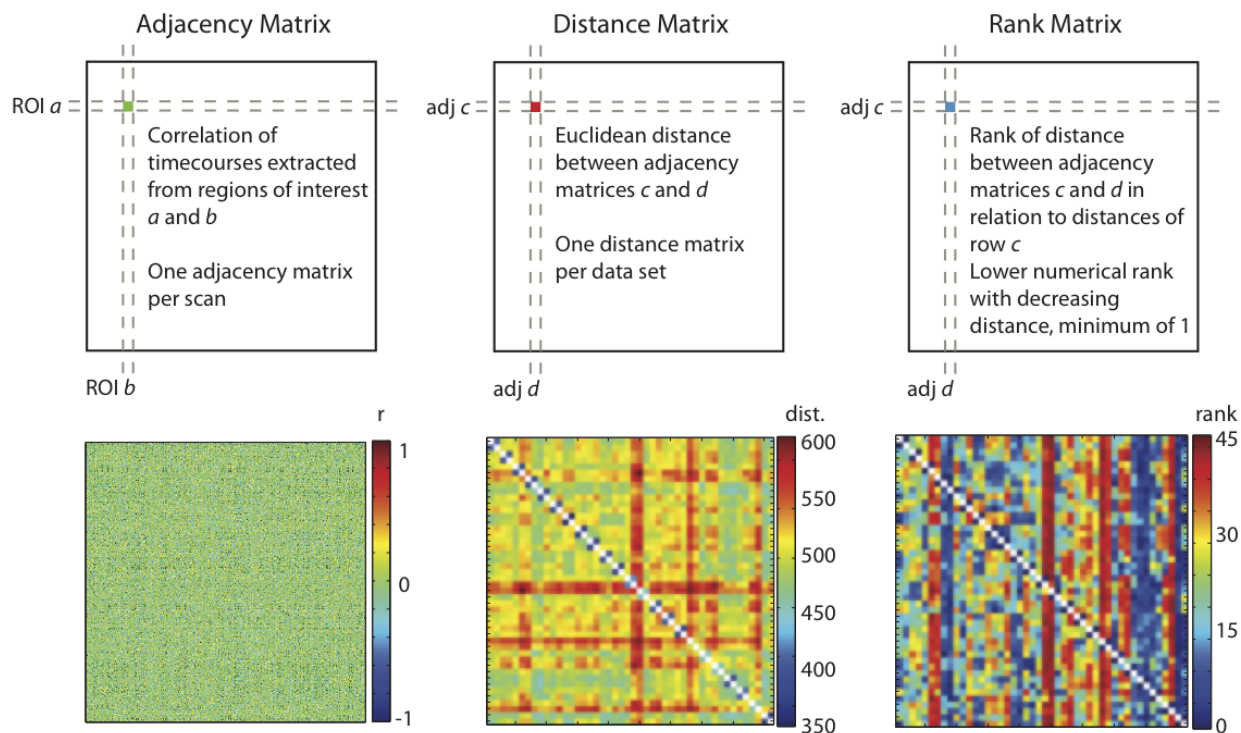 Adjacency Matrix
ROI a
Correlation of
timecourses extracted
from regions of interest
a and b
One adjacency matrix
per scan
ROI b
Distance Matrix
adj c
Euclidean distance
between adjacency
matrices c and d
One distance matrix
per data set
adj d
Rank Matrix
adj c
Rank of distance
between adjacency
matrices c and d in
relation to distances of
row c
Lower numerical rank
with decreasing
distance, minimum of 1
adj d
r
1
0
-1
dist.
600
550
500
450
400
350
rank
45
30
15
0